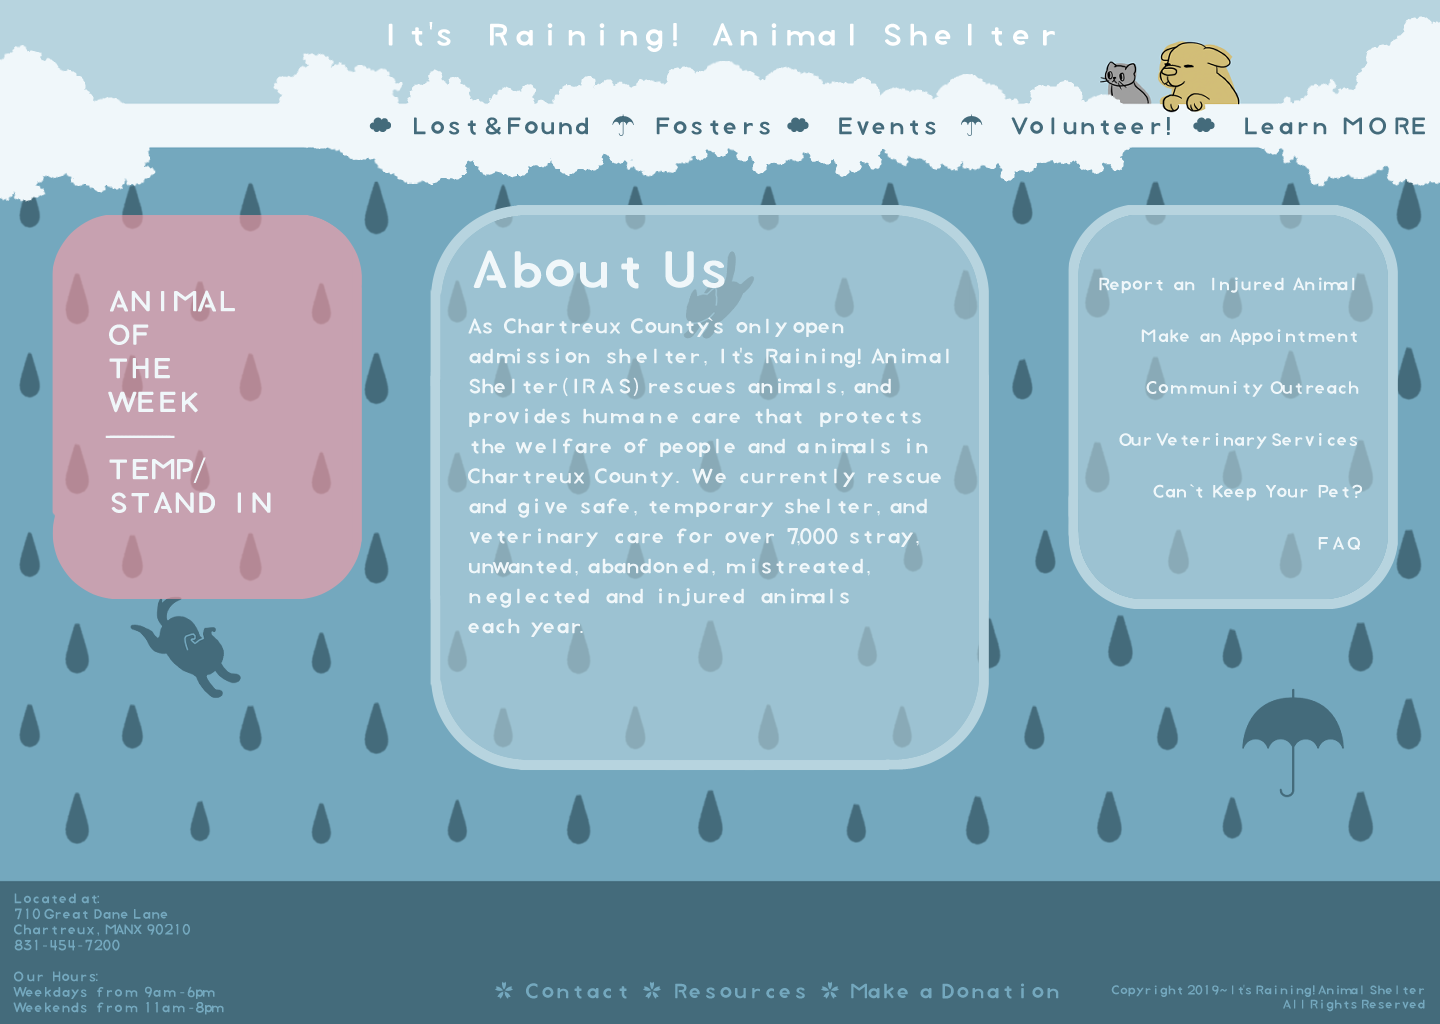 It's Raining! Animal Shelter
Lost&Found Fosters Events Volunteer! Learn MORE
ANIMAL
OF
THE
WEEK
TEMP/
STAND IN
About Us
As Chartreux County's only open
admission shelter, It's Raining! Animal
Shelter(IRAS) rescues animals, and
provides humane care that protects
the welfare of people and animals in
Chartreux County. We currently rescue
and give safe, temporary shelter, and
veterinary care for over 7,000 stray,
unwanted, abandoned, mistreated,
neglected and injured animals
each year.
Report an Injured Animal
Make an Appointment
Community Outreach
Our Veterinary Services
Can`t Keep Your Pet?
FAQ
Located at:
710 Great Dane Lane
Chartreux, MANX 90210
831-454-7200
Our Hours:
Weekdays from 9am-6pm
Weekends from 11am-8pm
✲ Contact ✲ Resources ✲ Make a Donation
Copyright 2019~It's Raining! Animal Shelter
All Rights Reserved